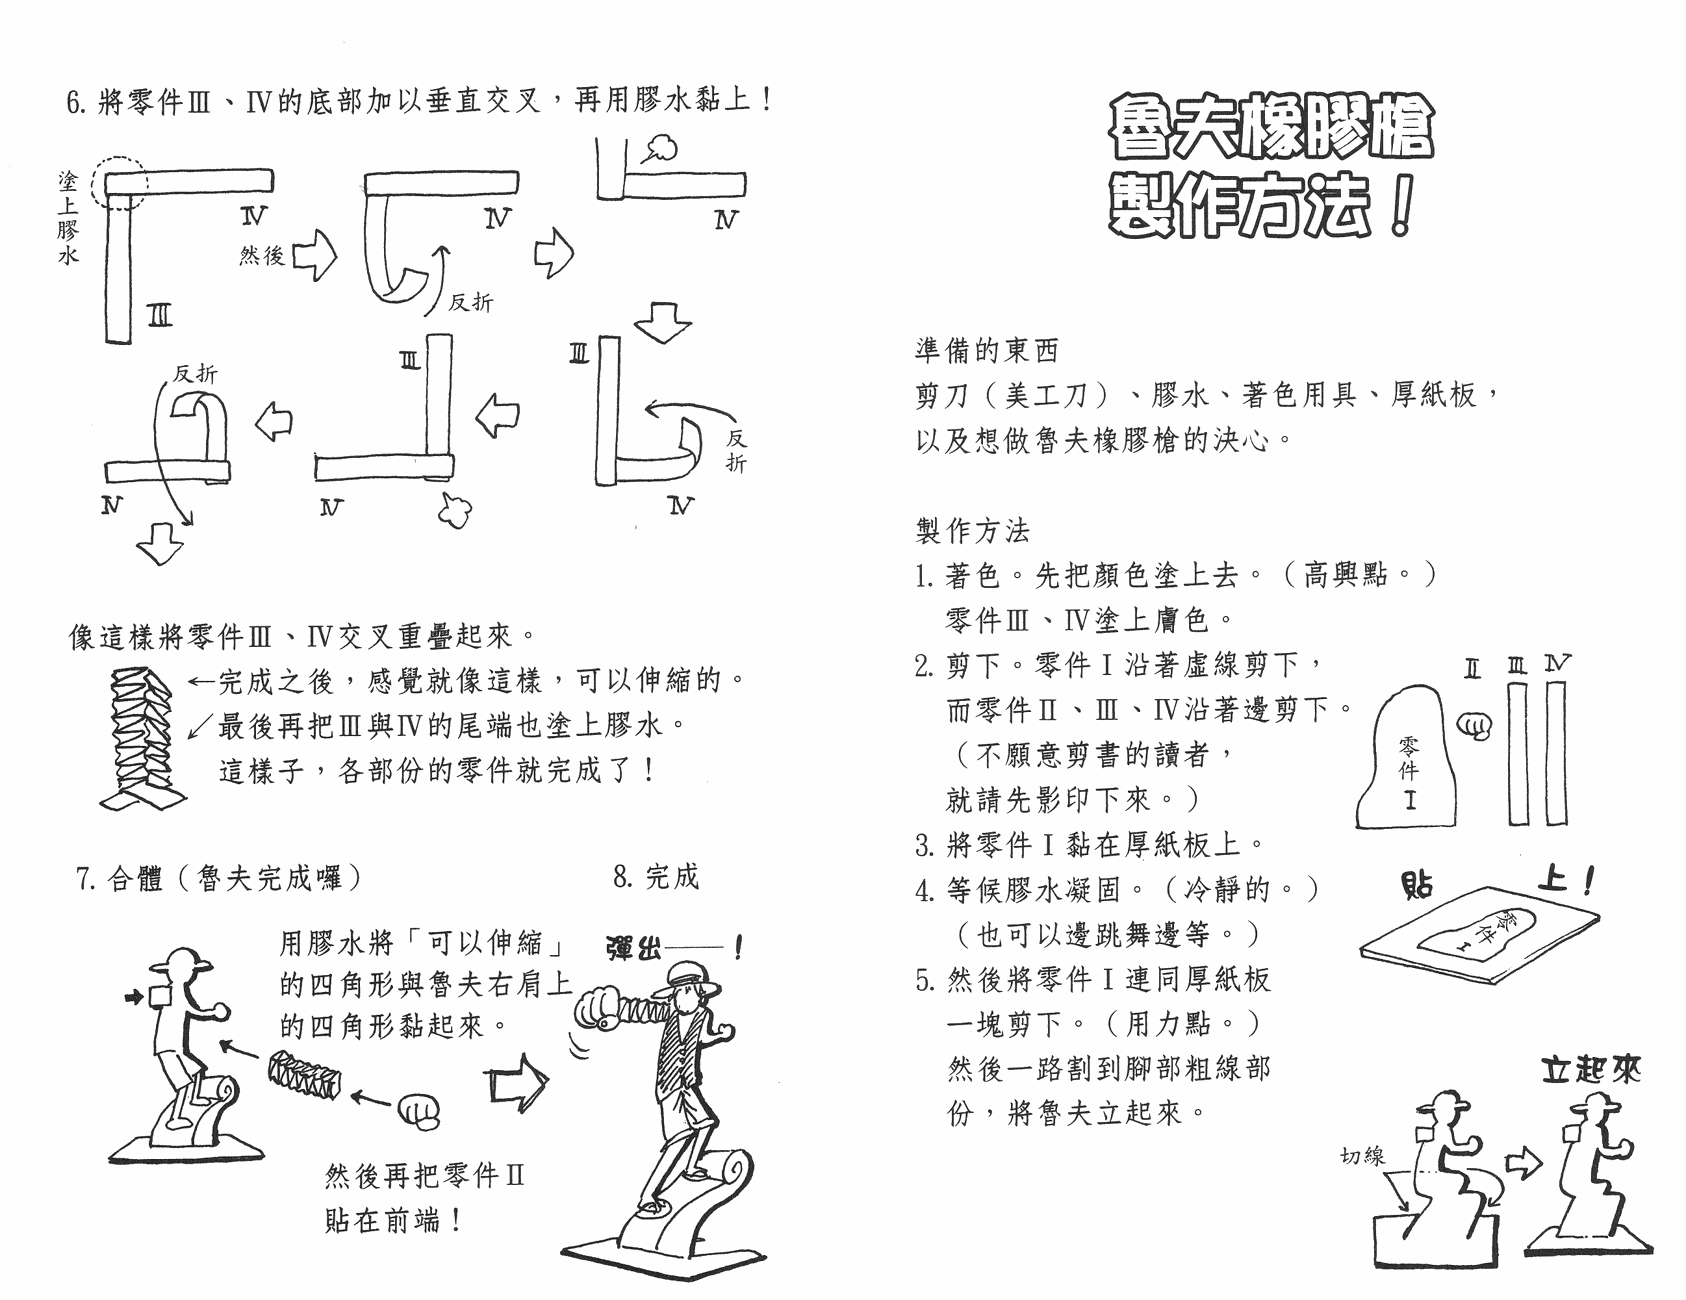 魯夫橡膠槍
製作方法！
準備的東西
剪刀（美工刀）、膠水、著色用具、厚紙板，
以及想做魯夫橡膠槍的決心。
製作方法
1. 著色。先把顏色塗上去。（高興點。）
零件Ⅲ、Ⅳ塗上膚色。
2. 剪下。零件Ⅰ沿著虛線剪下，
而零件Ⅱ、Ⅲ、Ⅳ沿著邊剪下。
（不願意剪書的讀者，
就請先影印下來。）
Ⅱ Ⅲ Ⅳ
零件Ⅰ
3. 將零件Ⅰ黏在厚紙板上。
4. 等候膠水凝固。（冷靜的。）
（也可以邊跳舞邊等。）
貼 上！
零件Ⅰ
5. 然後將零件Ⅰ連同厚紙板
一塊剪下。（用力點。）
然後一路割到腳部粗線部
份，將魯夫立起來。
立起來
切線
6. 將零件Ⅲ、Ⅳ的底部加以垂直交叉，再用膠水黏上！
塗上膠水
Ⅳ
Ⅲ
然後
Ⅳ
反折
Ⅳ
Ⅲ
反折
Ⅳ
Ⅲ
Ⅳ
反折
Ⅳ
像這樣將零件Ⅲ、Ⅳ交叉重疊起來。
←完成之後，感覺就像這樣，可以伸縮的。
↙最後再把Ⅲ與Ⅳ的尾端也塗上膠水。
這樣子，各部份的零件就完成了！
7. 合體（魯夫完成囉）
用膠水將「可以伸縮」
的四角形與魯夫右肩上
的四角形黏起來。
然後再把零件Ⅱ
貼在前端！
8. 完成
彈出——！